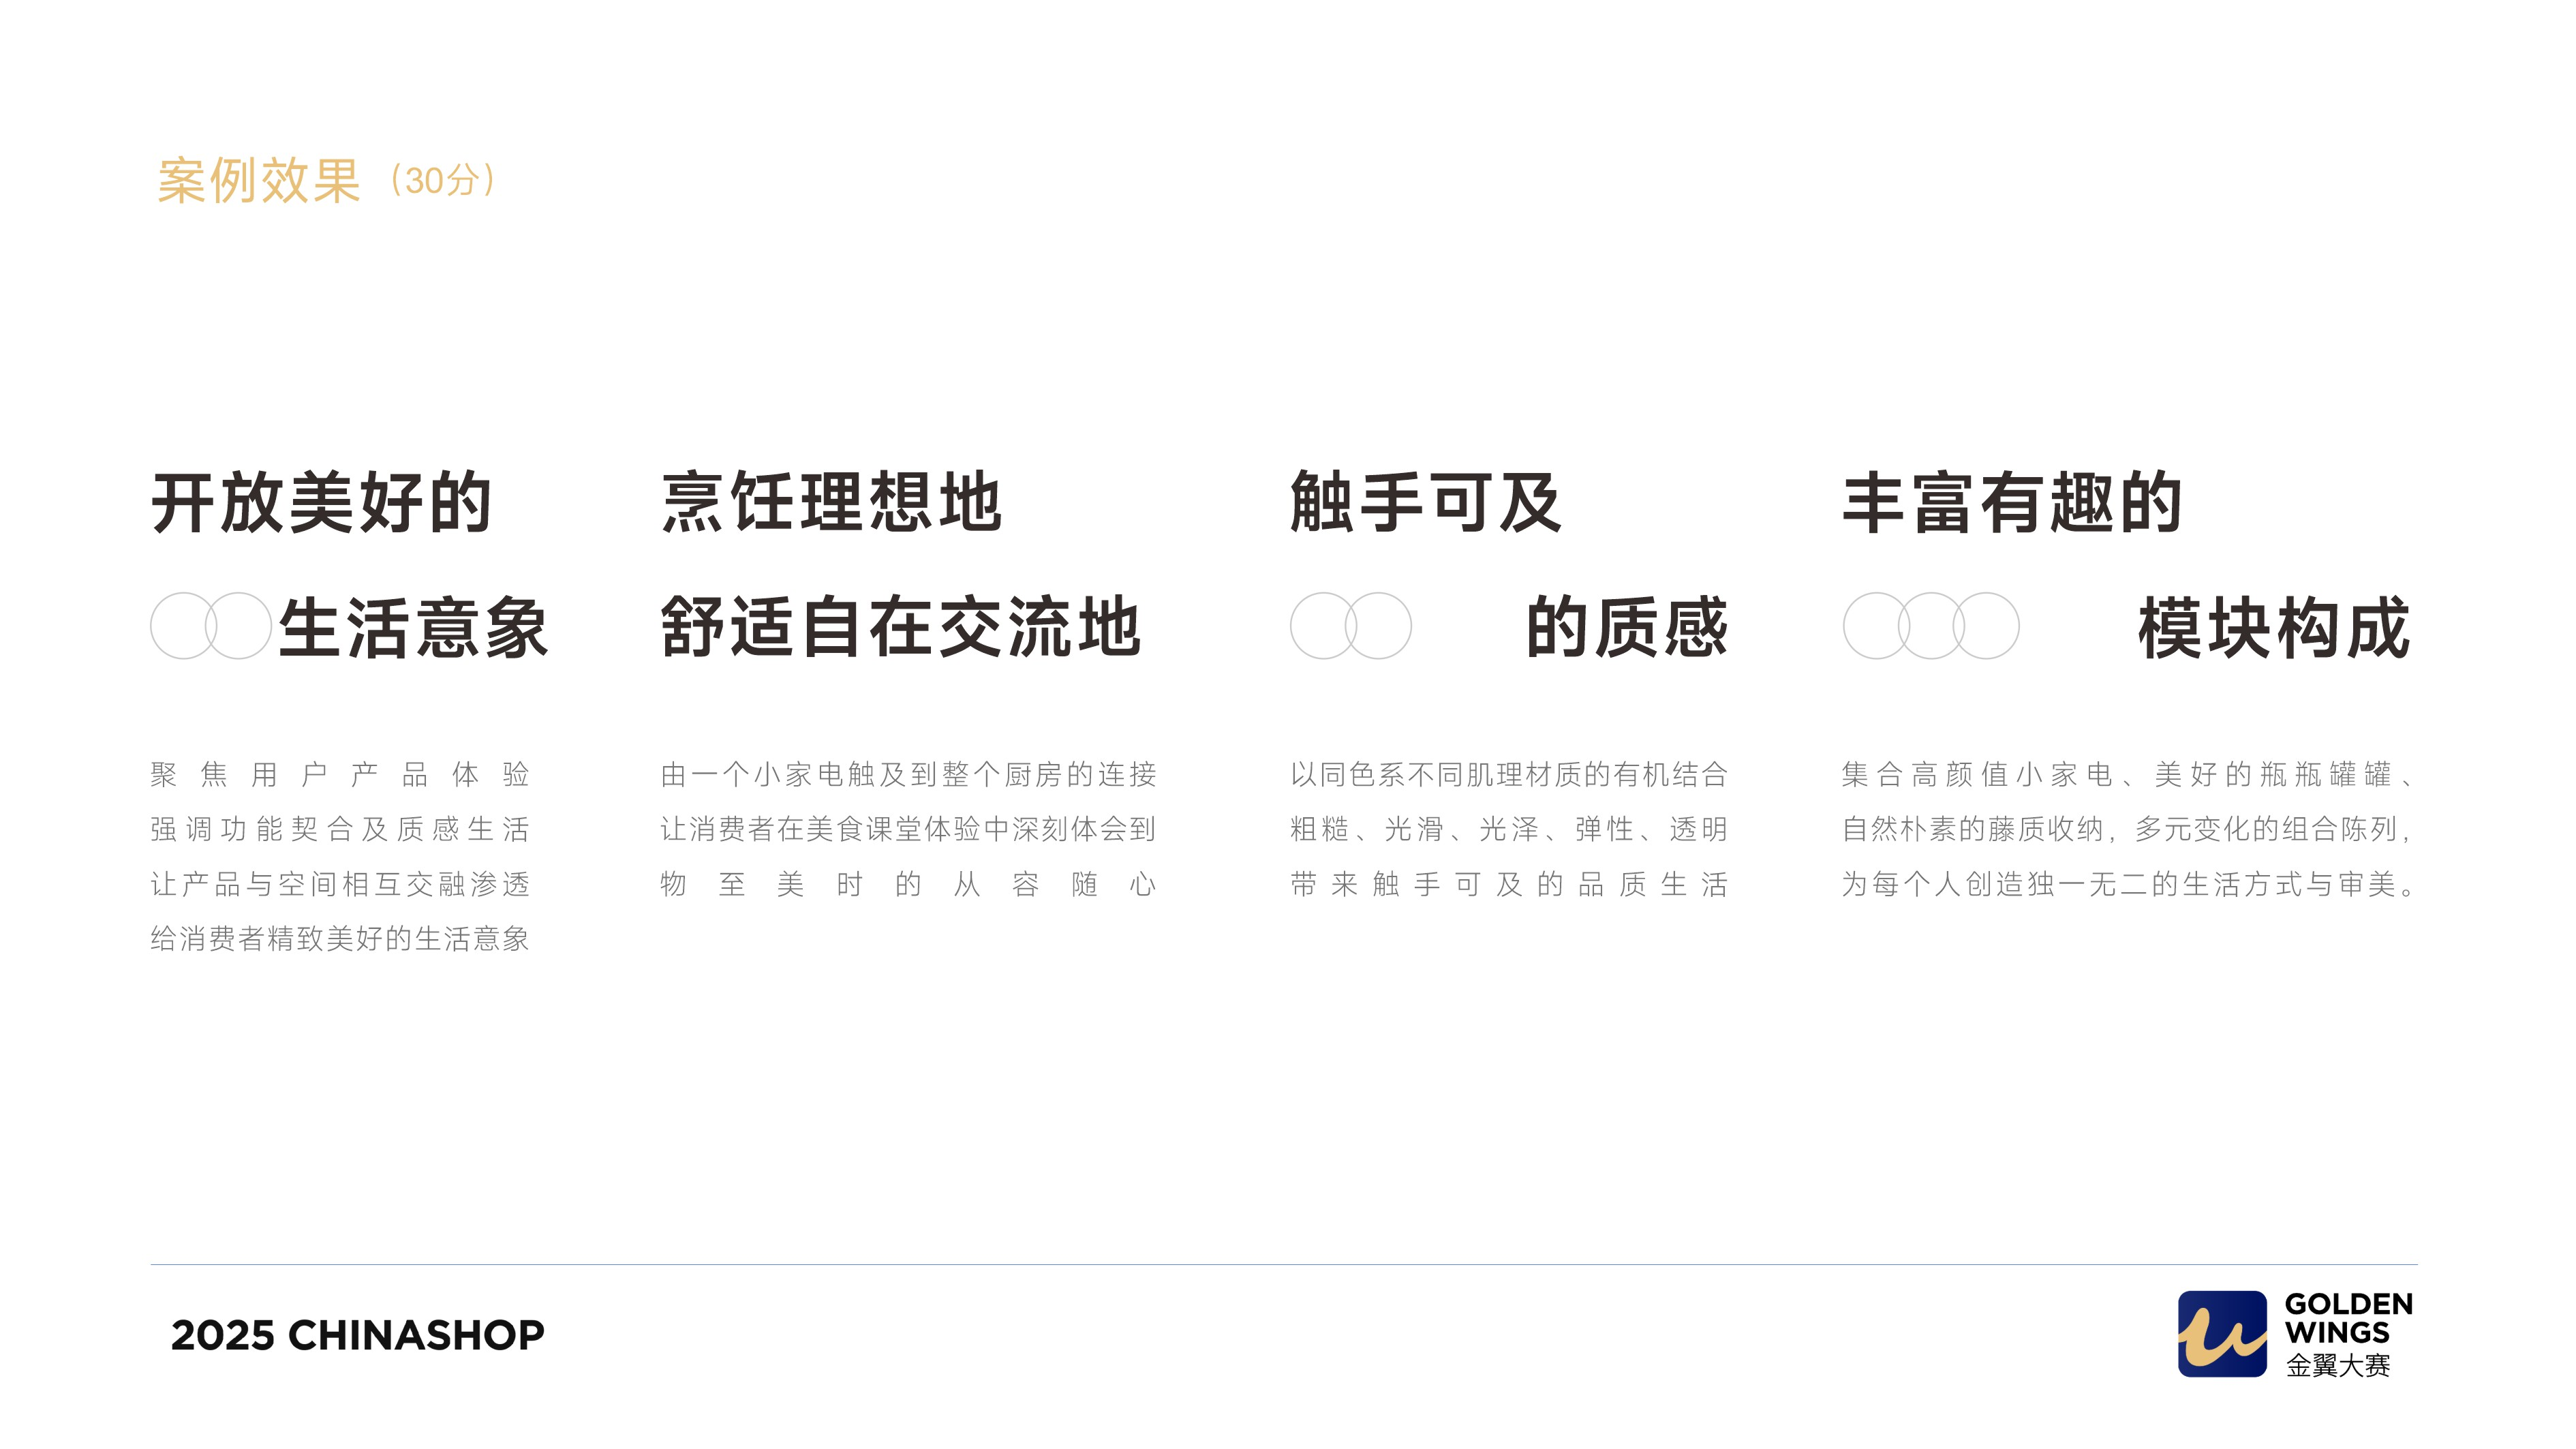 案例效果（30分）
开放美好的
生活意象
聚焦用户产品体验
强调功能契合及质感生活
让产品与空间相互交融渗透
给消费者精致美好的生活意象
烹饪理想地
舒适自在交流地
由一个小家电触及到整个厨房的连接
让消费者在美食课堂体验中深刻体会到
物至美时的从容随心
触手可及
的质感
以同色系不同肌理材质的有机结合
粗糙、光滑、光泽、弹性、透明
带来触手可及的品质生活
丰富有趣的
模块构成
集合高颜值小家电、美好的瓶瓶罐罐、
自然朴素的藤质收纳，多元变化的组合陈列，
为每个人创造独一无二的生活方式与审美。
2025 CHINASHOP
GOLDEN
WINGS
金翼大赛